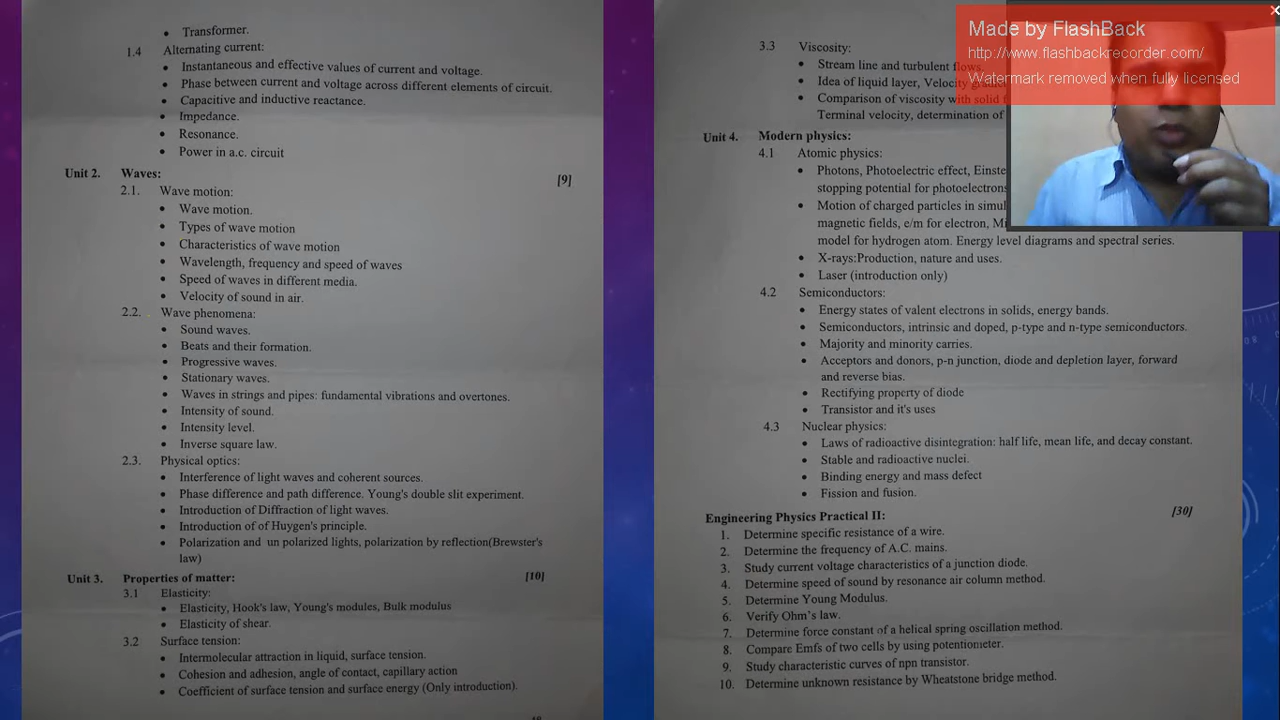 • Transformer.
1.4 Alternating current:
• Instantaneous and effective values of current and voltage.
• Phase between current and voltage across different elements of circuit.
• Capacitive and inductive reactance.
• Impedance.
• Resonance.
• Power in a.c. circuit
Unit 2. Waves: [9]
2.1. Wave motion:
• Wave motion.
• Types of wave motion
• Characteristics of wave motion
• Wavelength, frequency and speed of waves
• Speed of waves in different media.
• Velocity of sound in air.
2.2. Wave phenomena:
• Sound waves.
• Beats and their formation.
• Progressive waves.
• Stationary waves.
• Waves in strings and pipes: fundamental vibrations and overtones.
• Intensity of sound.
• Intensity level.
• Inverse square law.
2.3. Physical optics:
• Interference of light waves and coherent sources.
• Phase difference and path difference. Young's double slit experiment.
• Introduction of Diffraction of light waves.
• Introduction of of Huygen's principle.
• Polarization and un polarized lights, polarization by reflection(Brewster's
law)
Unit 3. Properties of matter: [10]
3.1 Elasticity:
• Elasticity, Hook's law, Young's modules, Bulk modulus
• Elasticity of shear.
3.2 Surface tension:
• Intermolecular attraction in liquid, surface tension.
• Cohesion and adhesion, angle of contact, capillary action
• Coefficient of surface tension and surface energy (Only introduction).
3.3 Viscosity:
• Stream line and turbulent flows.
• Idea of liquid layer, Velocity gradient
• Comparison of viscosity with solid
Terminal velocity, determination of
Unit 4. Modern physics:
4.1 Atomic physics:
• Photons, Photoelectric effect, Einste
stopping potential for photoelectrons
• Motion of charged particles in simul
magnetic fields, e/m for electron, Mi
model for hydrogen atom. Energy level diagrams and spectral series.
• X-rays:Production, nature and uses.
• Laser (introduction only)
4.2 Semiconductors:
• Energy states of valent electrons in solids, energy bands.
• Semiconductors, intrinsic and doped, p-type and n-type semiconductors.
• Majority and minority carries.
• Acceptors and donors, p-n junction, diode and depletion layer, forward
and reverse bias.
• Rectifying property of diode
• Transistor and it's uses
4.3 Nuclear physics:
• Laws of radioactive disintegration: half life, mean life, and decay constant.
• Stable and radioactive nuclei.
• Binding energy and mass defect
• Fission and fusion.
Engineering Physics Practical II: [30]
1. Determine specific resistance of a wire.
2. Determine the frequency of A.C. mains.
3. Study current voltage characteristics of a junction diode.
4. Determine speed of sound by resonance air column method.
5. Determine Young Modulus.
6. Verify Ohm's law.
7. Determine force constant of a helical spring oscillation method.
8. Compare Emfs of two cells by using potentiometer.
9. Study characteristic curves of npn transistor.
10. Determine unknown resistance by Wheatstone bridge method.
Made by FlashBack
http://www.flashbackrecorder.com/
Watermark removed when fully licensed